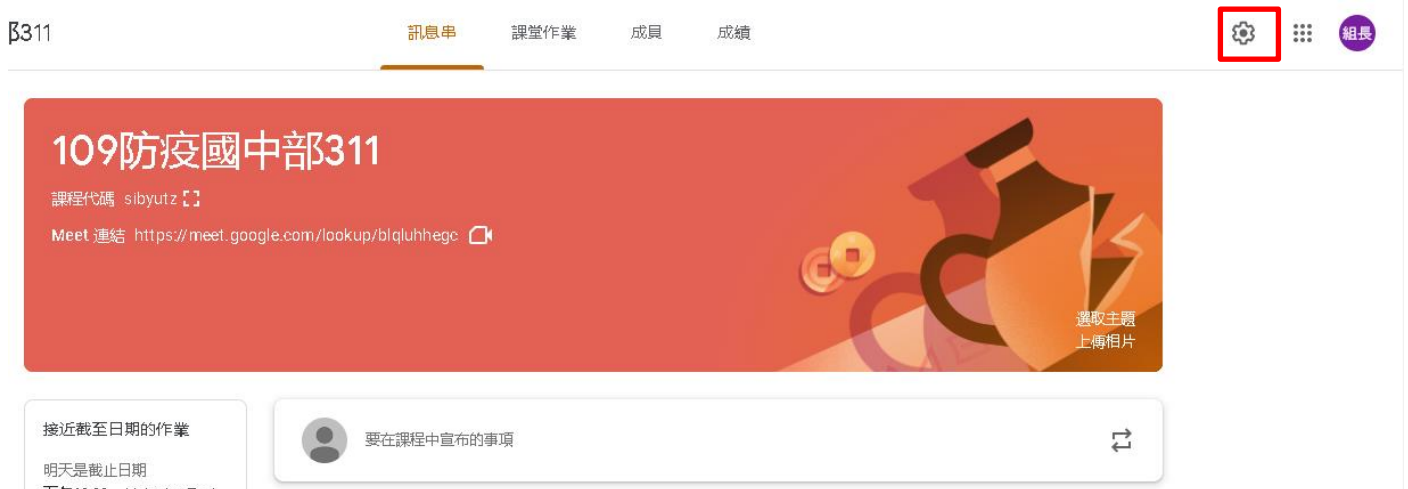 311
訊息串 課堂作業 成員 成績
組長
109防疫國中部311
課程代碼 sibyutz
Meet 連結 https://meet.google.com/lookup/blqluhhegc
選取主題
上傳相片
接近截至日期的作業
要在課程中宣布的事項
明天是截止日期